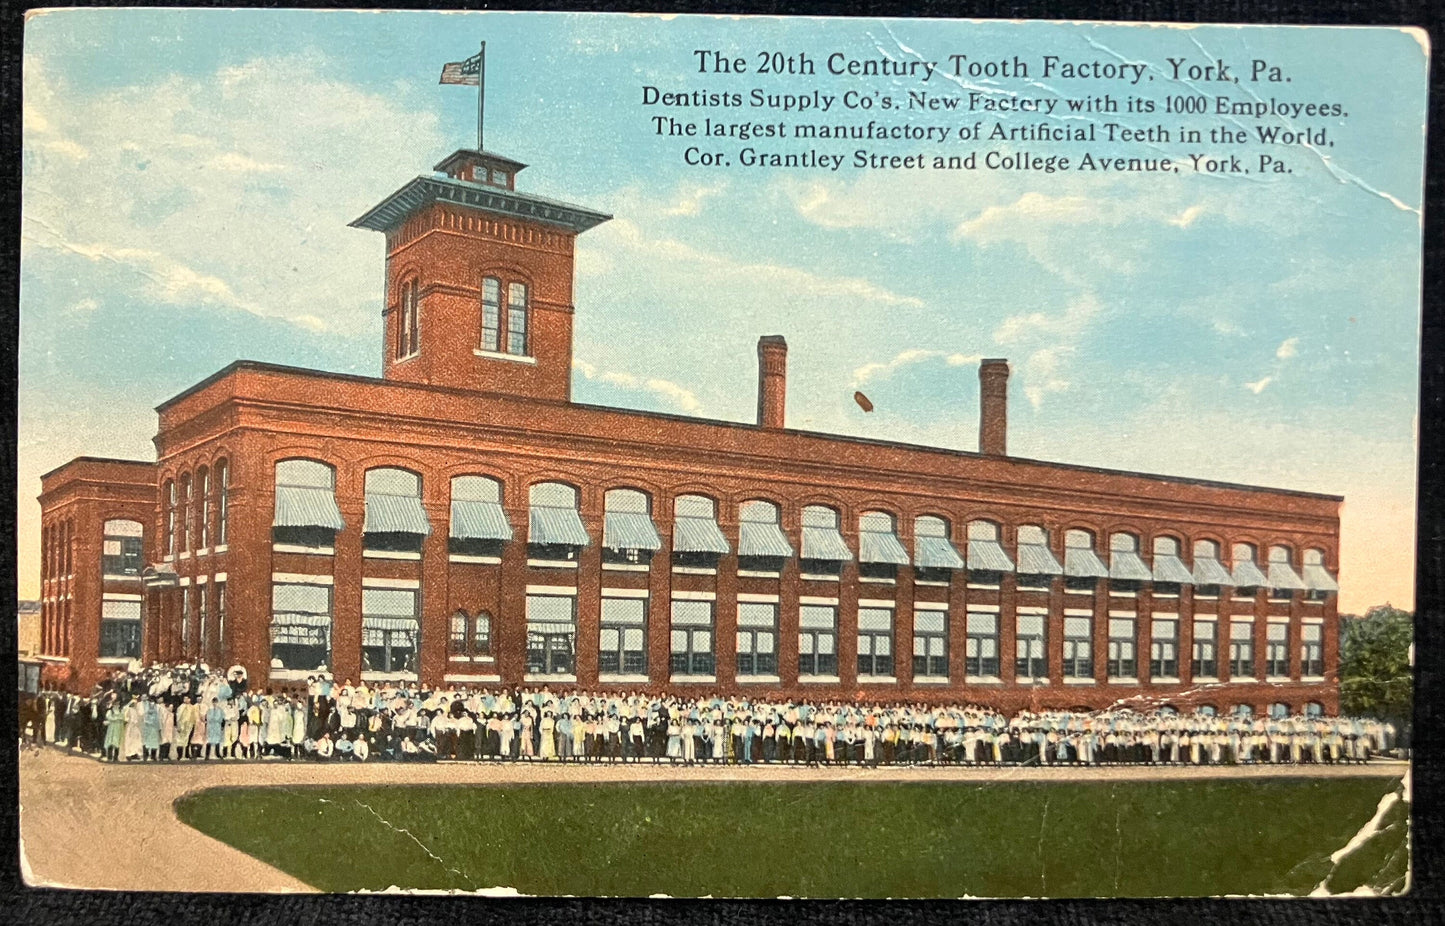 The 20th Century Tooth Factory, York, Pa.
Dentists Supply Co's. New Factory with its 1000 Employees.
The largest manufactory of Artificial Teeth in the World,
Cor. Grantley Street and College Avenue, York, Pa.